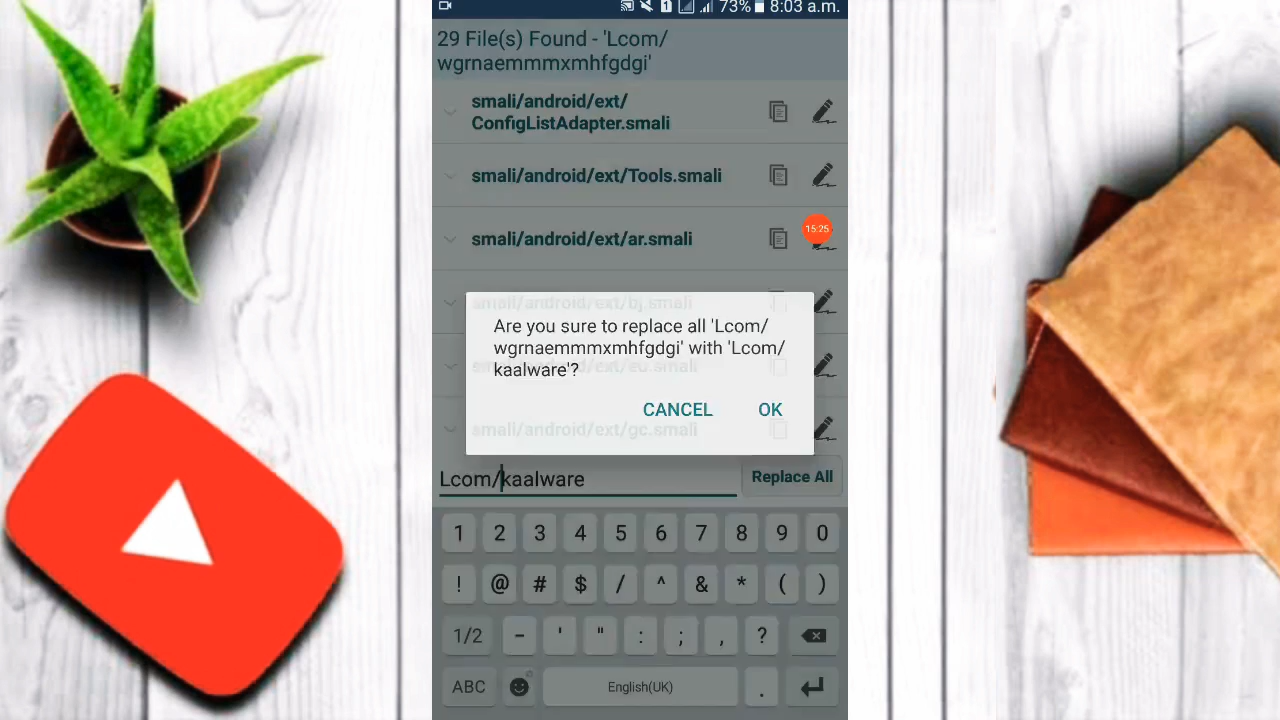 73% 8:03 a.m.
29 File(s) Found - 'Lcom/
wgrnaemmmxmhfgdgi'
smali/android/ext/
ConfigListAdapter.smali
smali/android/ext/Tools.smali
15:25
smali/android/ext/ar.smali
smali/android/ext/bj.smali
Are you sure to replace all 'Lcom/
wgrnaemmmxmhfgdgi' with 'Lcom/
kaalware'?
smali/android/ext/eu.smali
CANCEL OK
smali/android/ext/gc.smali
Lcom/kaalware Replace All
1 2 3 4 5 6 7 8 9 0
! @ # $ / ^ & * ( )
1/2 - ' " : ; , ?
ABC English(UK) .